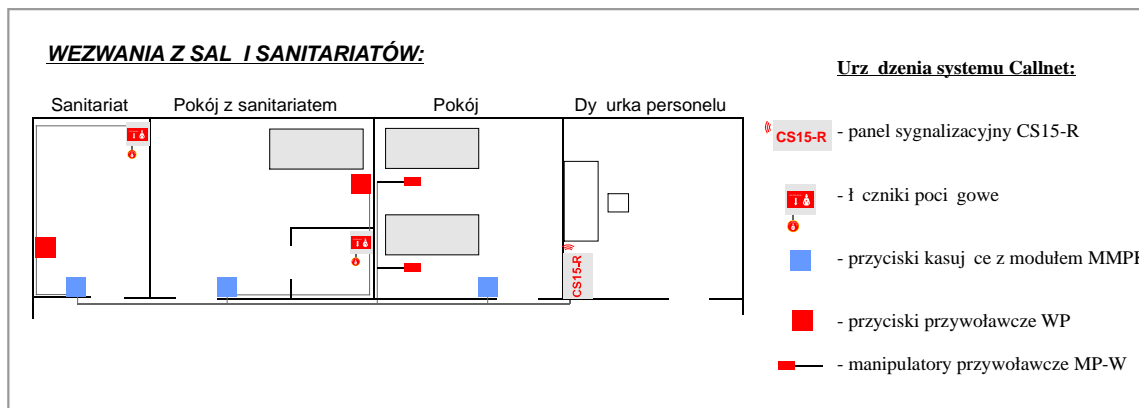 WEZWANIA Z SAL I SANITARIATÓW:
Urz dzenia systemu Callnet:
Sanitariat Pokój z sanitariatem Pokój Dy urka personelu
CS15-R - panel sygnalizacyjny CS15-R
- ł czniki poci gowe
CS15-R
- przyciski kasuj ce z modułem MMPR
- przyciski przywoławcze WP
- manipulatory przywoławcze MP-W